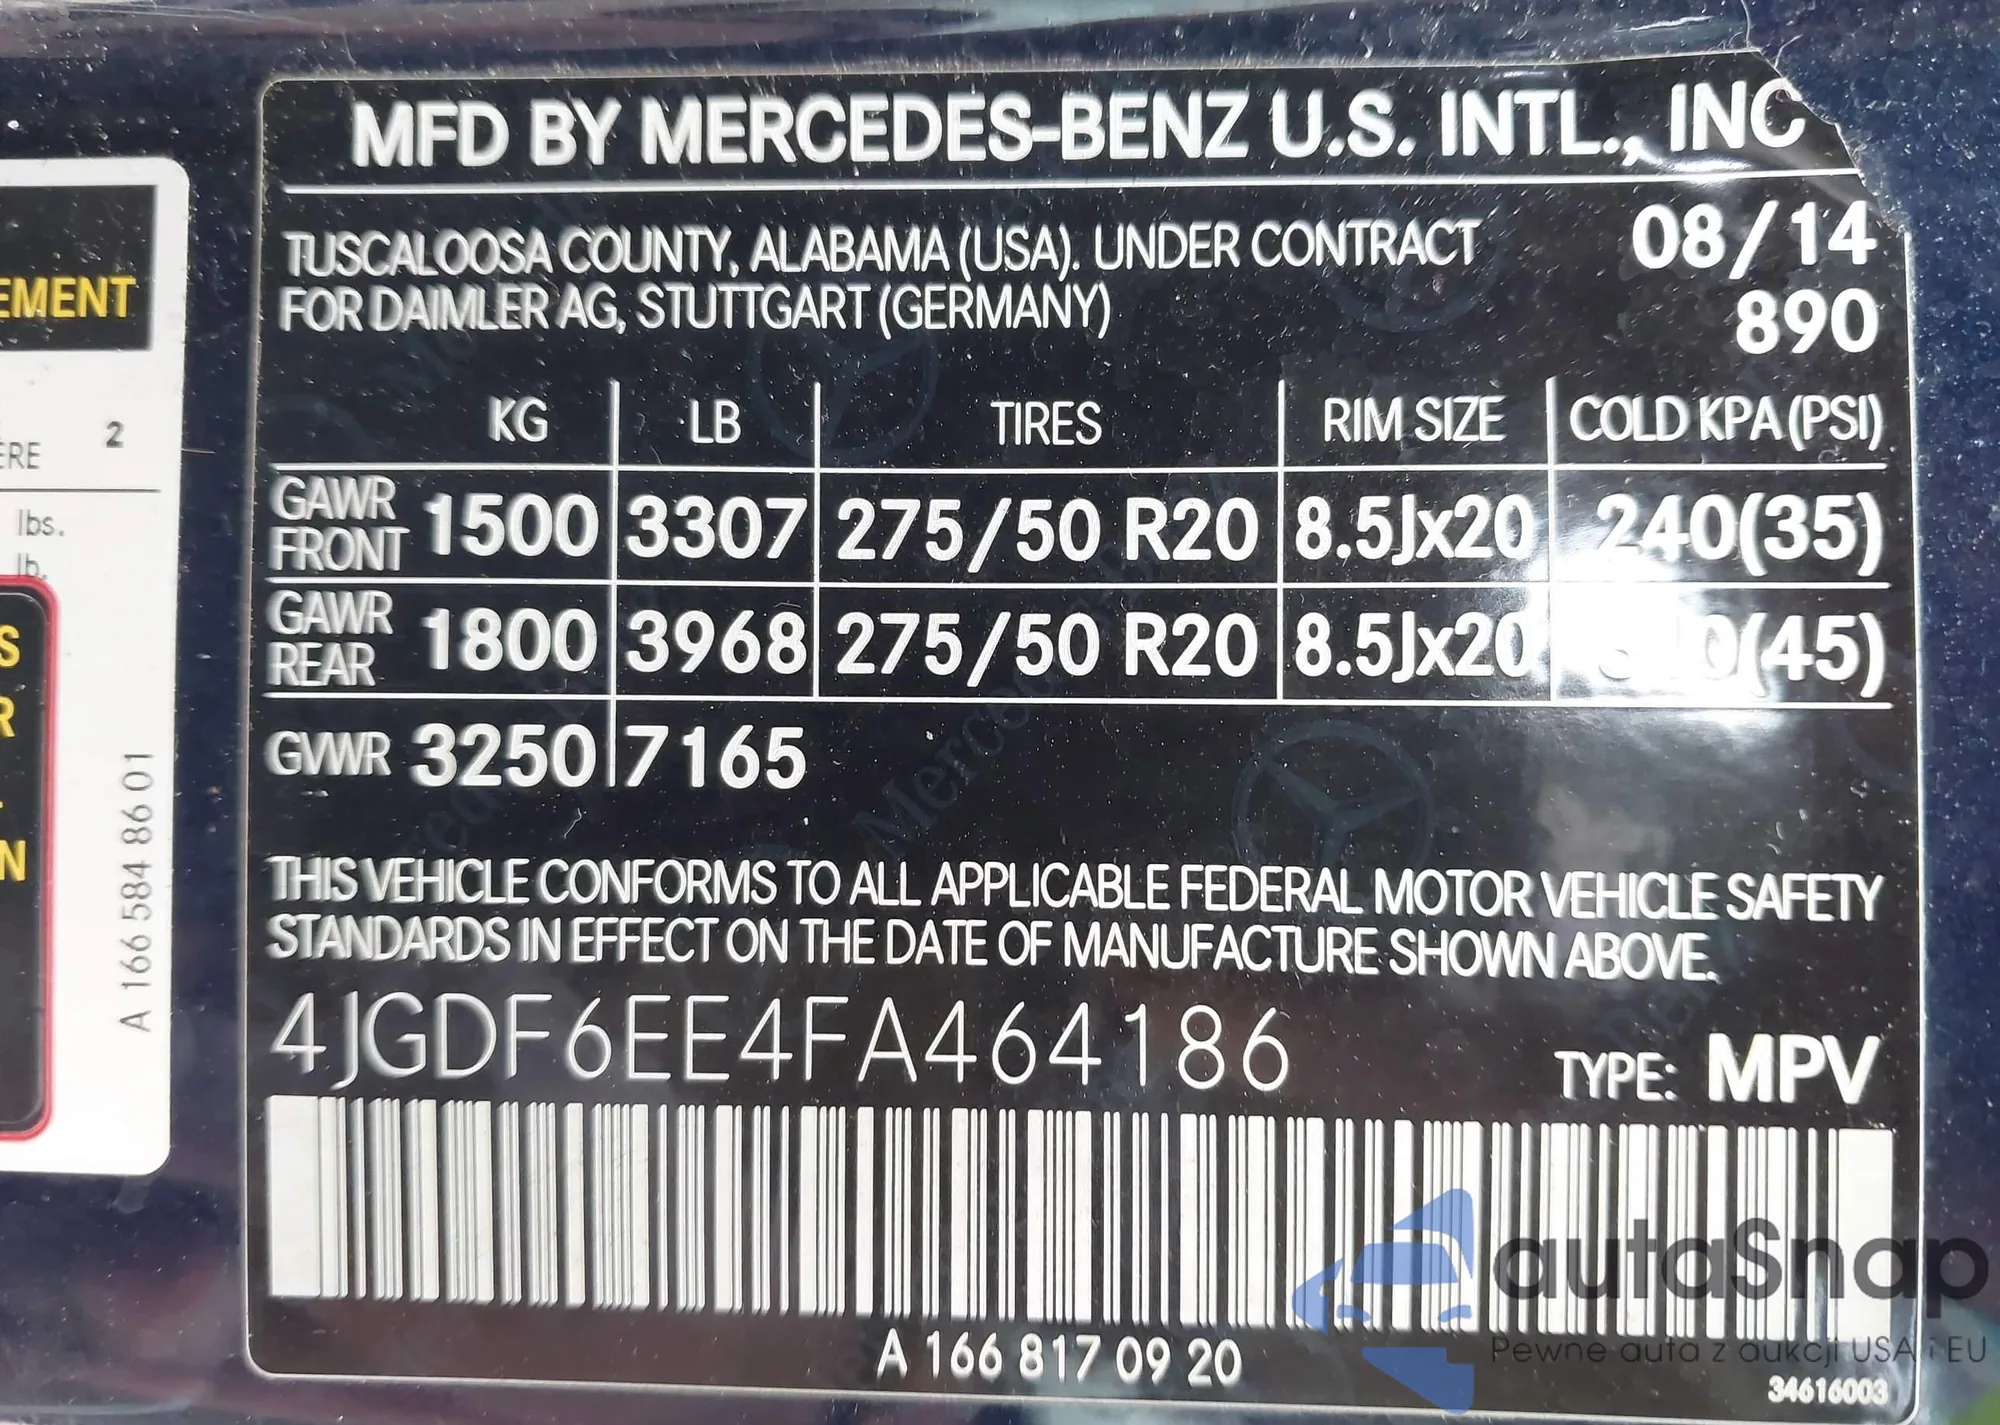 MFD BY MERCEDES-BENZ U.S. INTL., INC
TUSCALOOSA COUNTY, ALABAMA (USA). UNDER CONTRACT
FOR DAIMLER AG, STUTTGART (GERMANY)
08/14
890
KG LB TIRES RIM SIZE COLD KPA (PSI)
GAWR FRONT 1500 3307 275/50 R20 8.5Jx20 240(35)
GAWR REAR 1800 3968 275/50 R20 8.5Jx20 (45)
GVWR 3250 7165
THIS VEHICLE CONFORMS TO ALL APPLICABLE FEDERAL MOTOR VEHICLE SAFETY
STANDARDS IN EFFECT ON THE DATE OF MANUFACTURE SHOWN ABOVE.
4JGDF6EE4FA464186
TYPE: MPV
A 166 817 09 20
34616003
EMENT
2
ERE
lbs.
lb.
S
R
N
A 166 584 86 01
autaSnap
Pewne auta z aukcji USA i EU